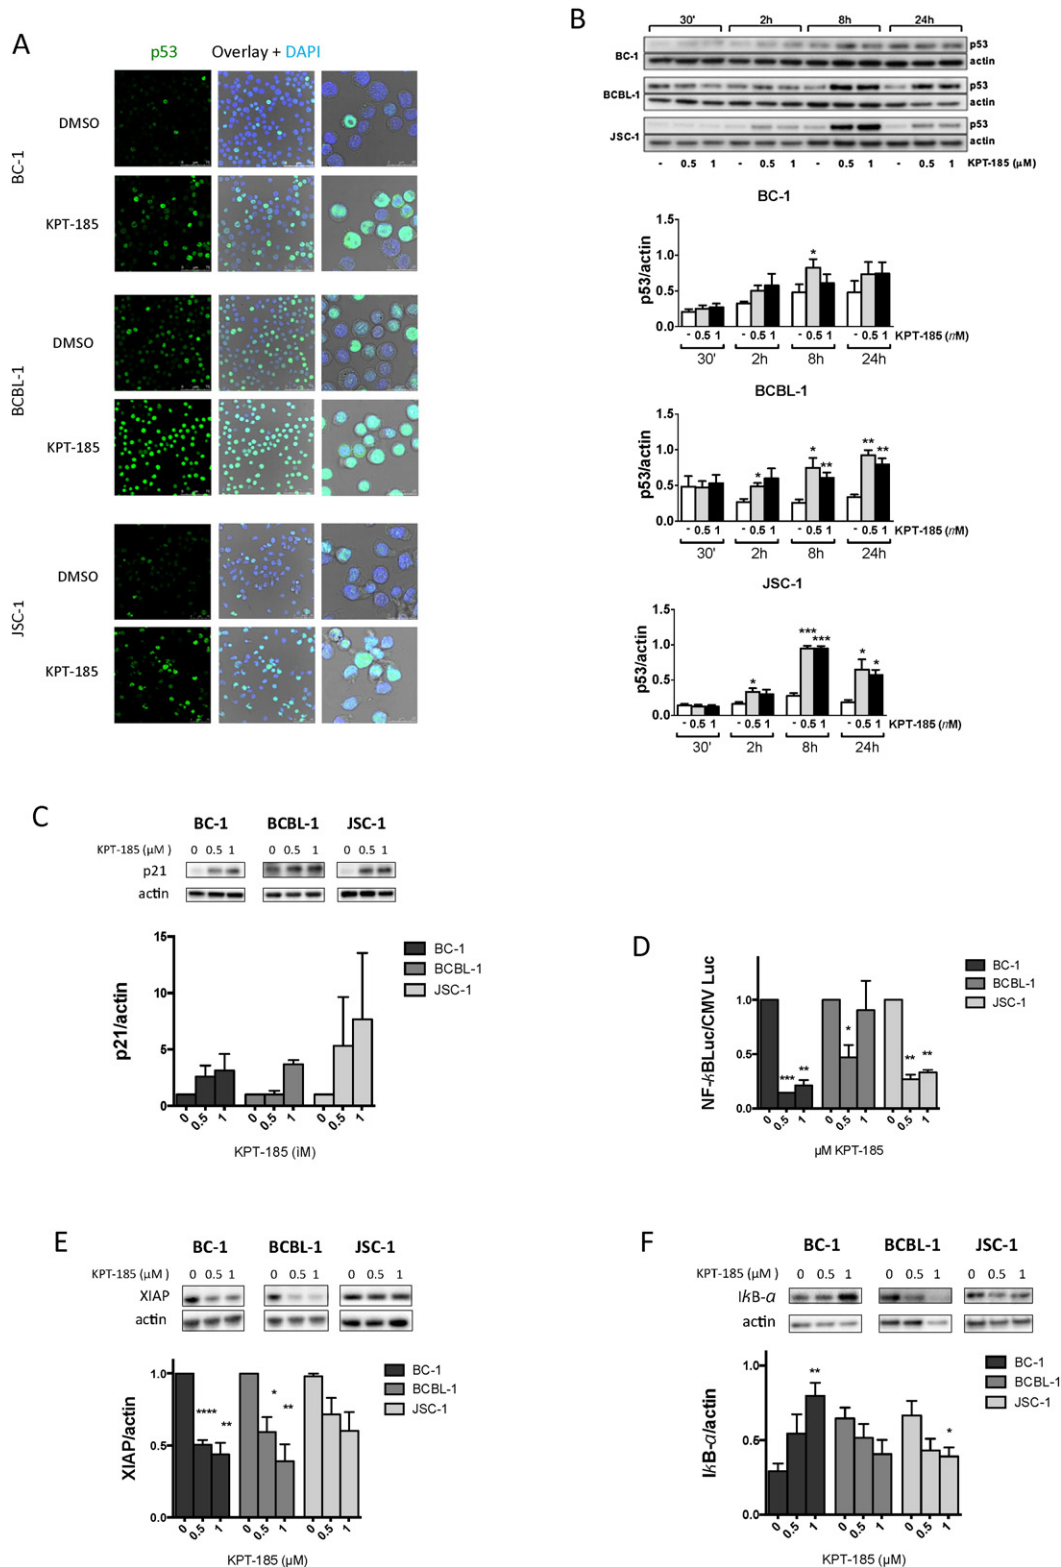 A
p53
Overlay + DAPI
BC-1
DMSO
KPT-185
BCBL-1
DMSO
KPT-185
JSC-1
DMSO
KPT-185
B
30' 2h 8h 24h
BC-1
p53
actin
BCBL-1
p53
actin
JSC-1
p53
actin
- 0.5 1 - 0.5 1 - 0.5 1 - 0.5 1 KPT-185 (µM)
BC-1
p53/actin
1.5
1.0
0.5
0.0
*
- 0.5 1 - 0.5 1 - 0.5 1 - 0.5 1 KPT-185 (nM)
30' 2h 8h 24h
BCBL-1
p53/actin
1.5
1.0
0.5
0.0
* * ** ** **
- 0.5 1 - 0.5 1 - 0.5 1 - 0.5 1 KPT-185 (nM)
30' 2h 8h 24h
JSC-1
p53/actin
1.5
1.0
0.5
0.0
* *** *** * *
- 0.5 1 - 0.5 1 - 0.5 1 - 0.5 1 KPT-185 (nM)
30' 2h 8h 24h
C
BC-1 BCBL-1 JSC-1
KPT-185 (µM ) 0 0.5 1 0 0.5 1 0 0.5 1
p21
actin
p21/actin
15
10
5
0
BC-1
BCBL-1
JSC-1
0 0.5 1 0 0.5 1 0 0.5 1
KPT-185 (ìM)
D
NF-kBLuc/CMV Luc
1.0
0.5
0.0
*** ** * ** **
BC-1
BCBL-1
JSC-1
0 0.5 1 0 0.5 1 0 0.5 1
µM KPT-185
E
BC-1 BCBL-1 JSC-1
KPT-185 (µM ) 0 0.5 1 0 0.5 1 0 0.5 1
XIAP
actin
XIAP/actin
1.0
0.5
0.0
**** ** * **
BC-1
BCBL-1
JSC-1
0 0.5 1 0 0.5 1 0 0.5 1
KPT-185 (µM)
F
BC-1 BCBL-1 JSC-1
KPT-185 (µM ) 0 0.5 1 0 0.5 1 0 0.5 1
IkB-α
actin
IkB-α/actin
1.0
0.5
0.0
** *
BC-1
BCBL-1
JSC-1
0 0.5 1 0 0.5 1 0 0.5 1
KPT-185 (µM)